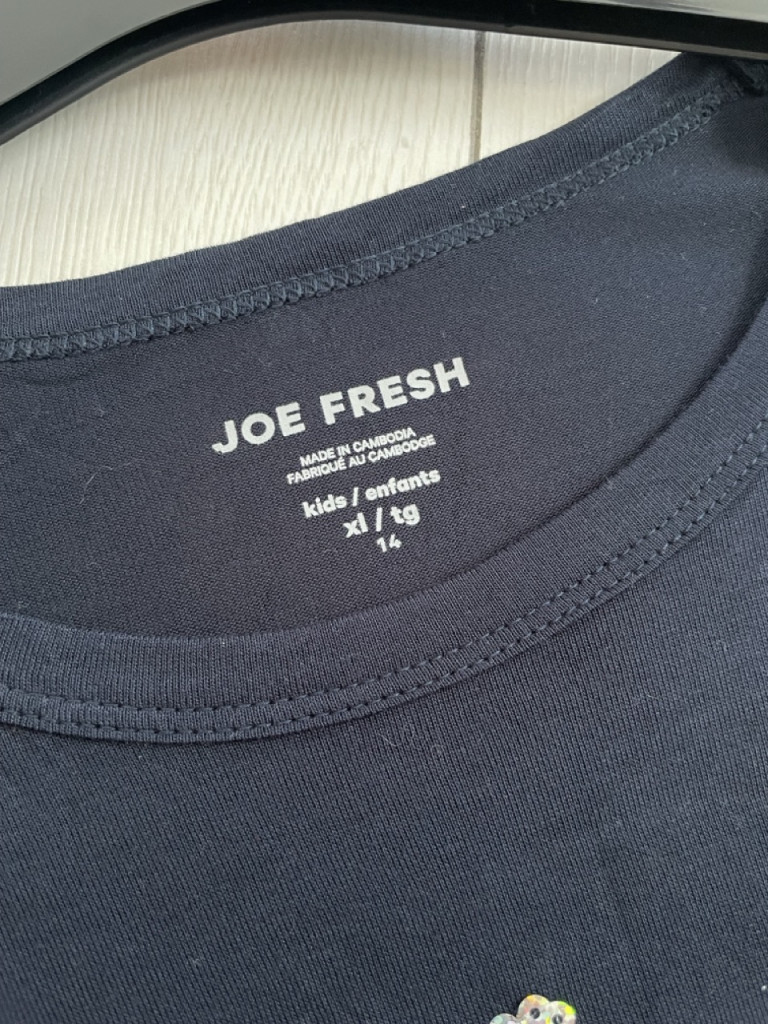 JOE FRESH
MADE IN CAMBODIA
FABRIQUÉ AU CAMBODGE
kids / enfants
xl / tg
14